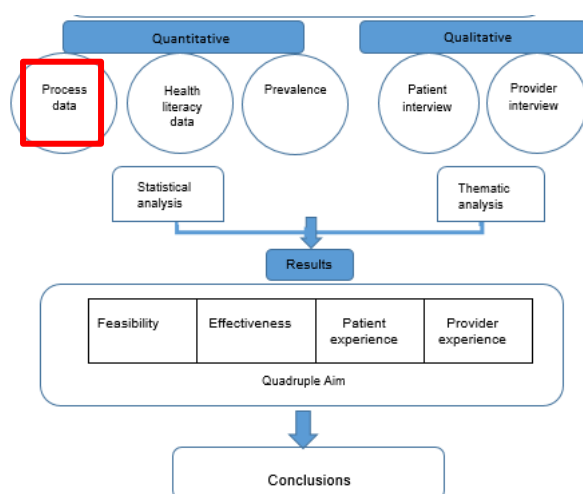 Quantitative
Qualitative
Process
data
Health
literacy
data
Prevalence
Patient
interview
Provider
interview
Statistical
analysis
Thematic
analysis
Results
Feasibility
Effectiveness
Patient
experience
Provider
experience
Quadruple Aim
Conclusions